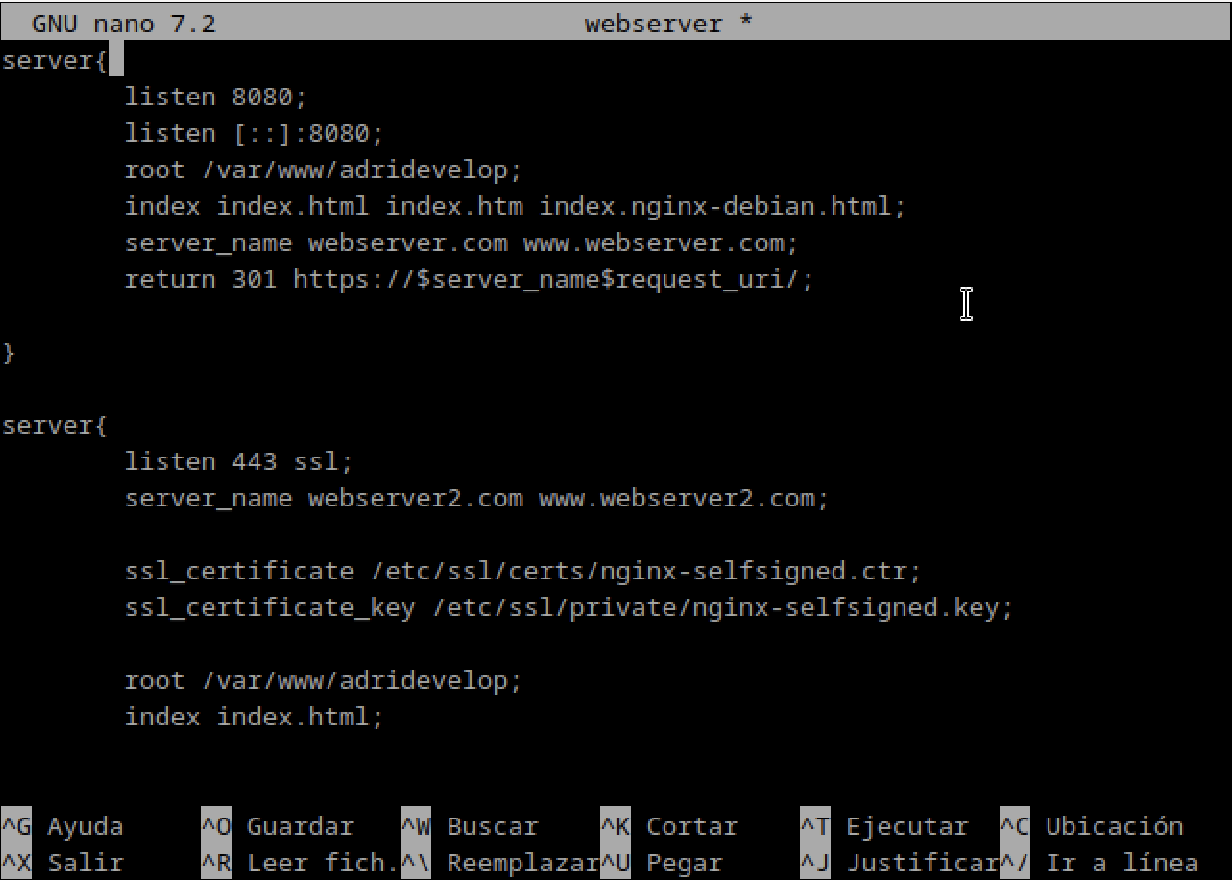 GNU nano 7.2 webserver *
server{
listen 8080;
listen [::]:8080;
root /var/www/adridevelop;
index index.html index.htm index.nginx-debian.html;
server_name webserver.com www.webserver.com;
return 301 https://$server_name$request_uri/;
}
server{
listen 443 ssl;
server_name webserver2.com www.webserver2.com;
ssl_certificate /etc/ssl/certs/nginx-selfsigned.ctr;
ssl_certificate_key /etc/ssl/private/nginx-selfsigned.key;
root /var/www/adridevelop;
index index.html;
^G Ayuda ^O Guardar ^W Buscar ^K Cortar ^T Ejecutar ^C Ubicación
^X Salir ^R Leer fich. ^\ Reemplazar ^U Pegar ^J Justificar ^/ Ir a línea